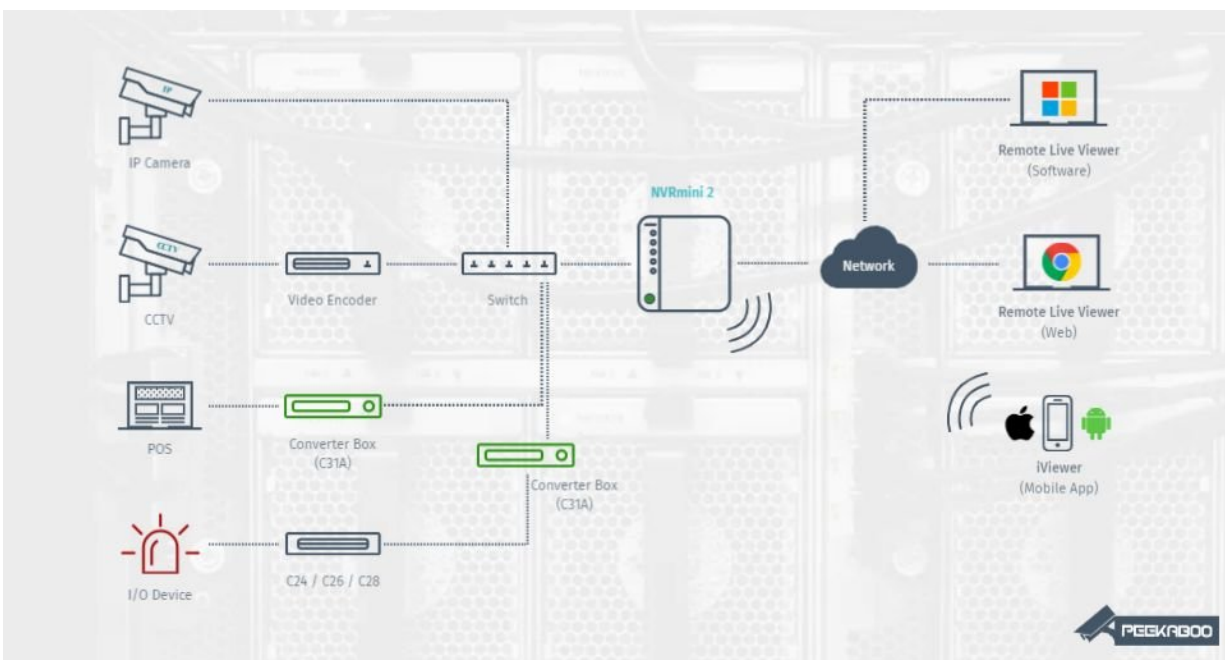 IP
IP Camera
CCTV
CCTV
Video Encoder
Switch
NVRmini 2
Network
Remote Live Viewer
(Software)
Remote Live Viewer
(Web)
POS
Converter Box
(C31A)
Converter Box
(C31A)
iViewer
(Mobile App)
I/O Device
C24 / C26 / C28
PEEKABOO